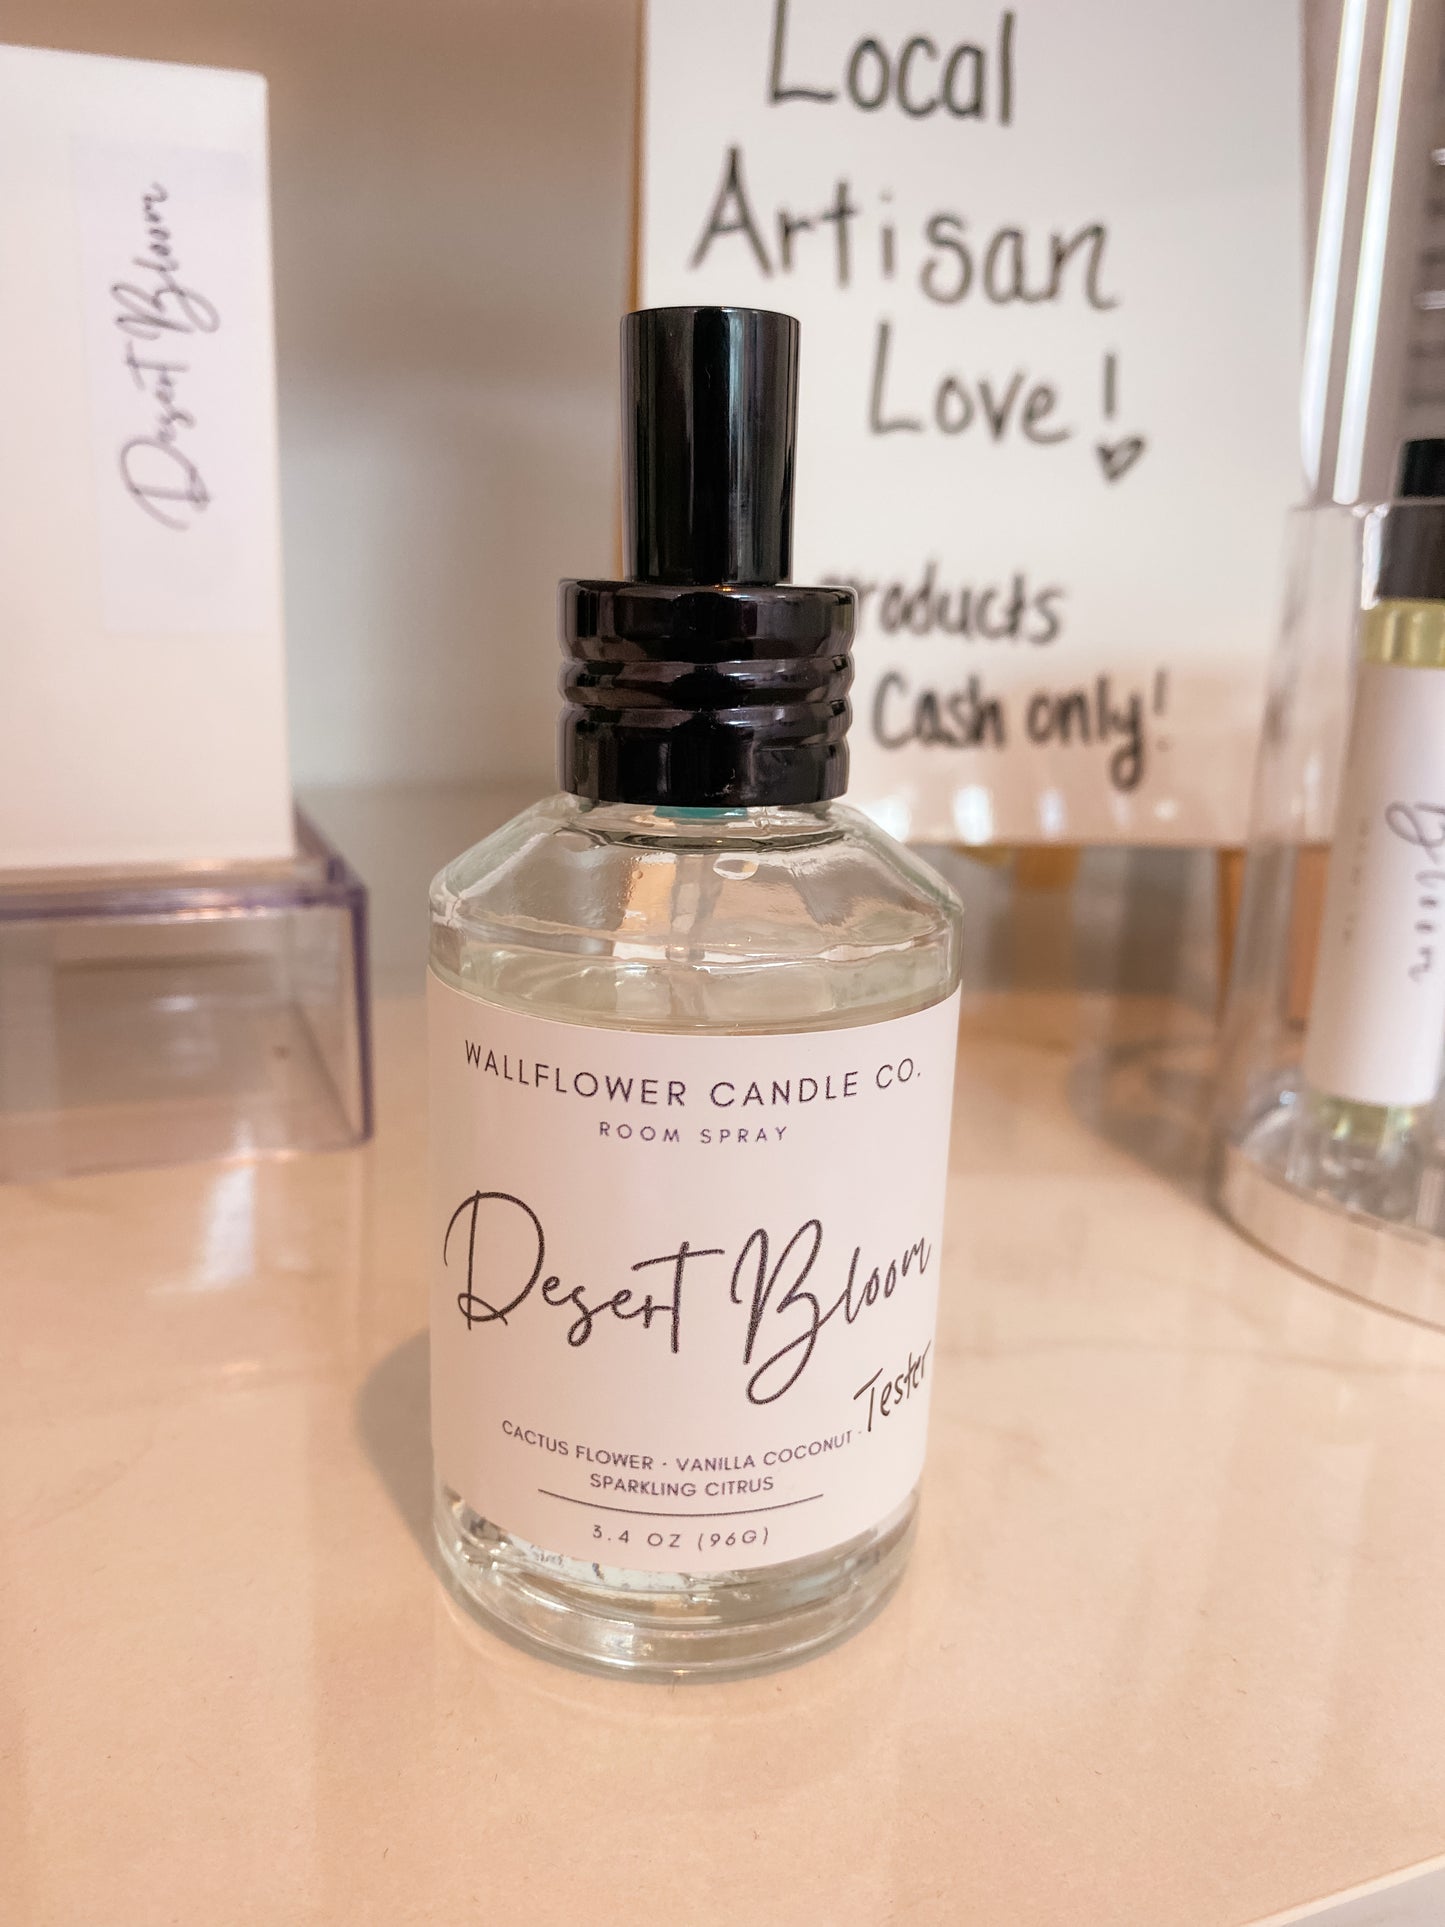 Local
Artisan
Love!
Cash only!
Desert Bloom
WALLFLOWER CANDLE CO.
ROOM SPRAY
Desert Bloom
Tester
CACTUS FLOWER · VANILLA COCONUT ·
SPARKLING CITRUS
3.4 OZ (96G)